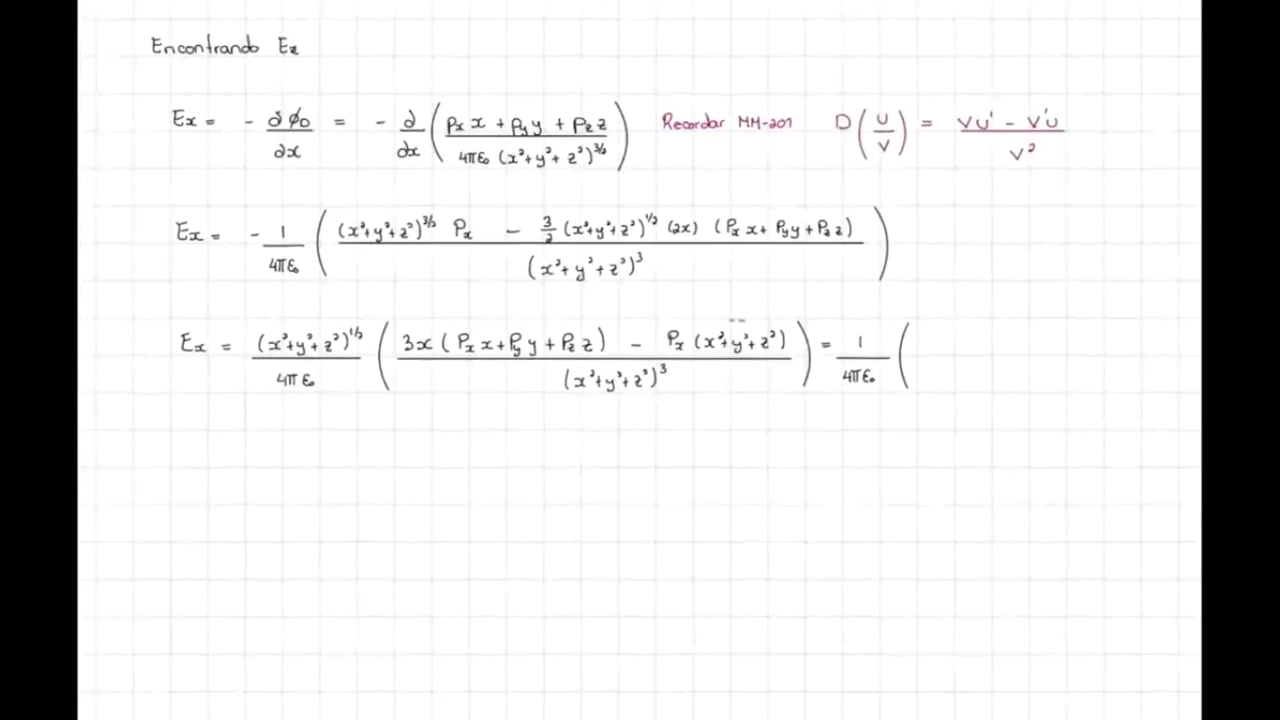 Encontrando Ex
Ex = - ∂φ₀/∂x = - ∂/∂x ( (Px x + Py y + Pz z) / (4πε₀ (x²+y²+z²)^3/2) ) Recordar MM-201 D(U/V) = (VU' - V'U)/V²
Ex = - 1/(4πε₀) ( ((x²+y²+z²)^3/2 Px - 3/2 (x²+y²+z²)^1/2 (2x) (Px x + Py y + Pz z)) / (x²+y²+z²)³ )
Ex = (x²+y²+z²)^1/2 / (4πε₀) ( (3x (Px x + Py y + Pz z) - Px (x²+y²+z²)) / (x²+y²+z²)³ ) = 1/(4πε₀) (